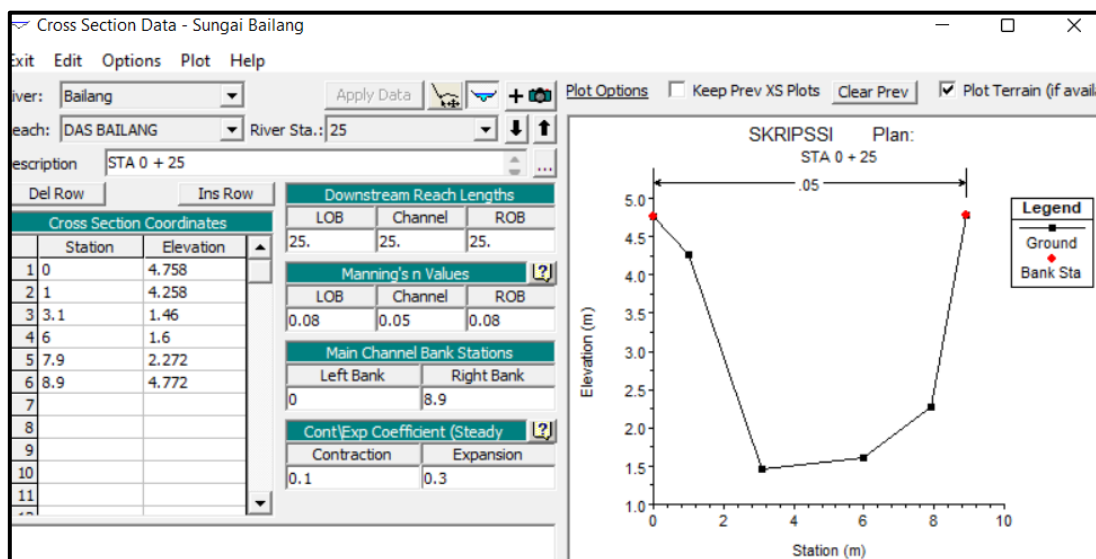 Cross Section Data - Sungai Bailang
Exit Edit Options Plot Help
iver: Bailang Apply Data Plot Options Keep Prev XS Plots Clear Prev Plot Terrain (if availa
each: DAS BAILANG River Sta.: 25
escription STA 0 + 25
Del Row Ins Row
Cross Section Coordinates
Station Elevation
1 0 4.758
2 1 4.258
3 3.1 1.46
4 6 1.6
5 7.9 2.272
6 8.9 4.772
7
8
9
10
11
Downstream Reach Lengths
LOB Channel ROB
25. 25. 25.
Manning's n Values
LOB Channel ROB
0.08 0.05 0.08
Main Channel Bank Stations
Left Bank Right Bank
0 8.9
Cont\Exp Coefficient (Steady
Contraction Expansion
0.1 0.3
SKRIPSSI Plan:
STA 0 + 25
.05
Legend
Ground
Bank Sta
Elevation (m)
5.0
4.5
4.0
3.5
3.0
2.5
2.0
1.5
1.0
0 2 4 6 8 10
Station (m)